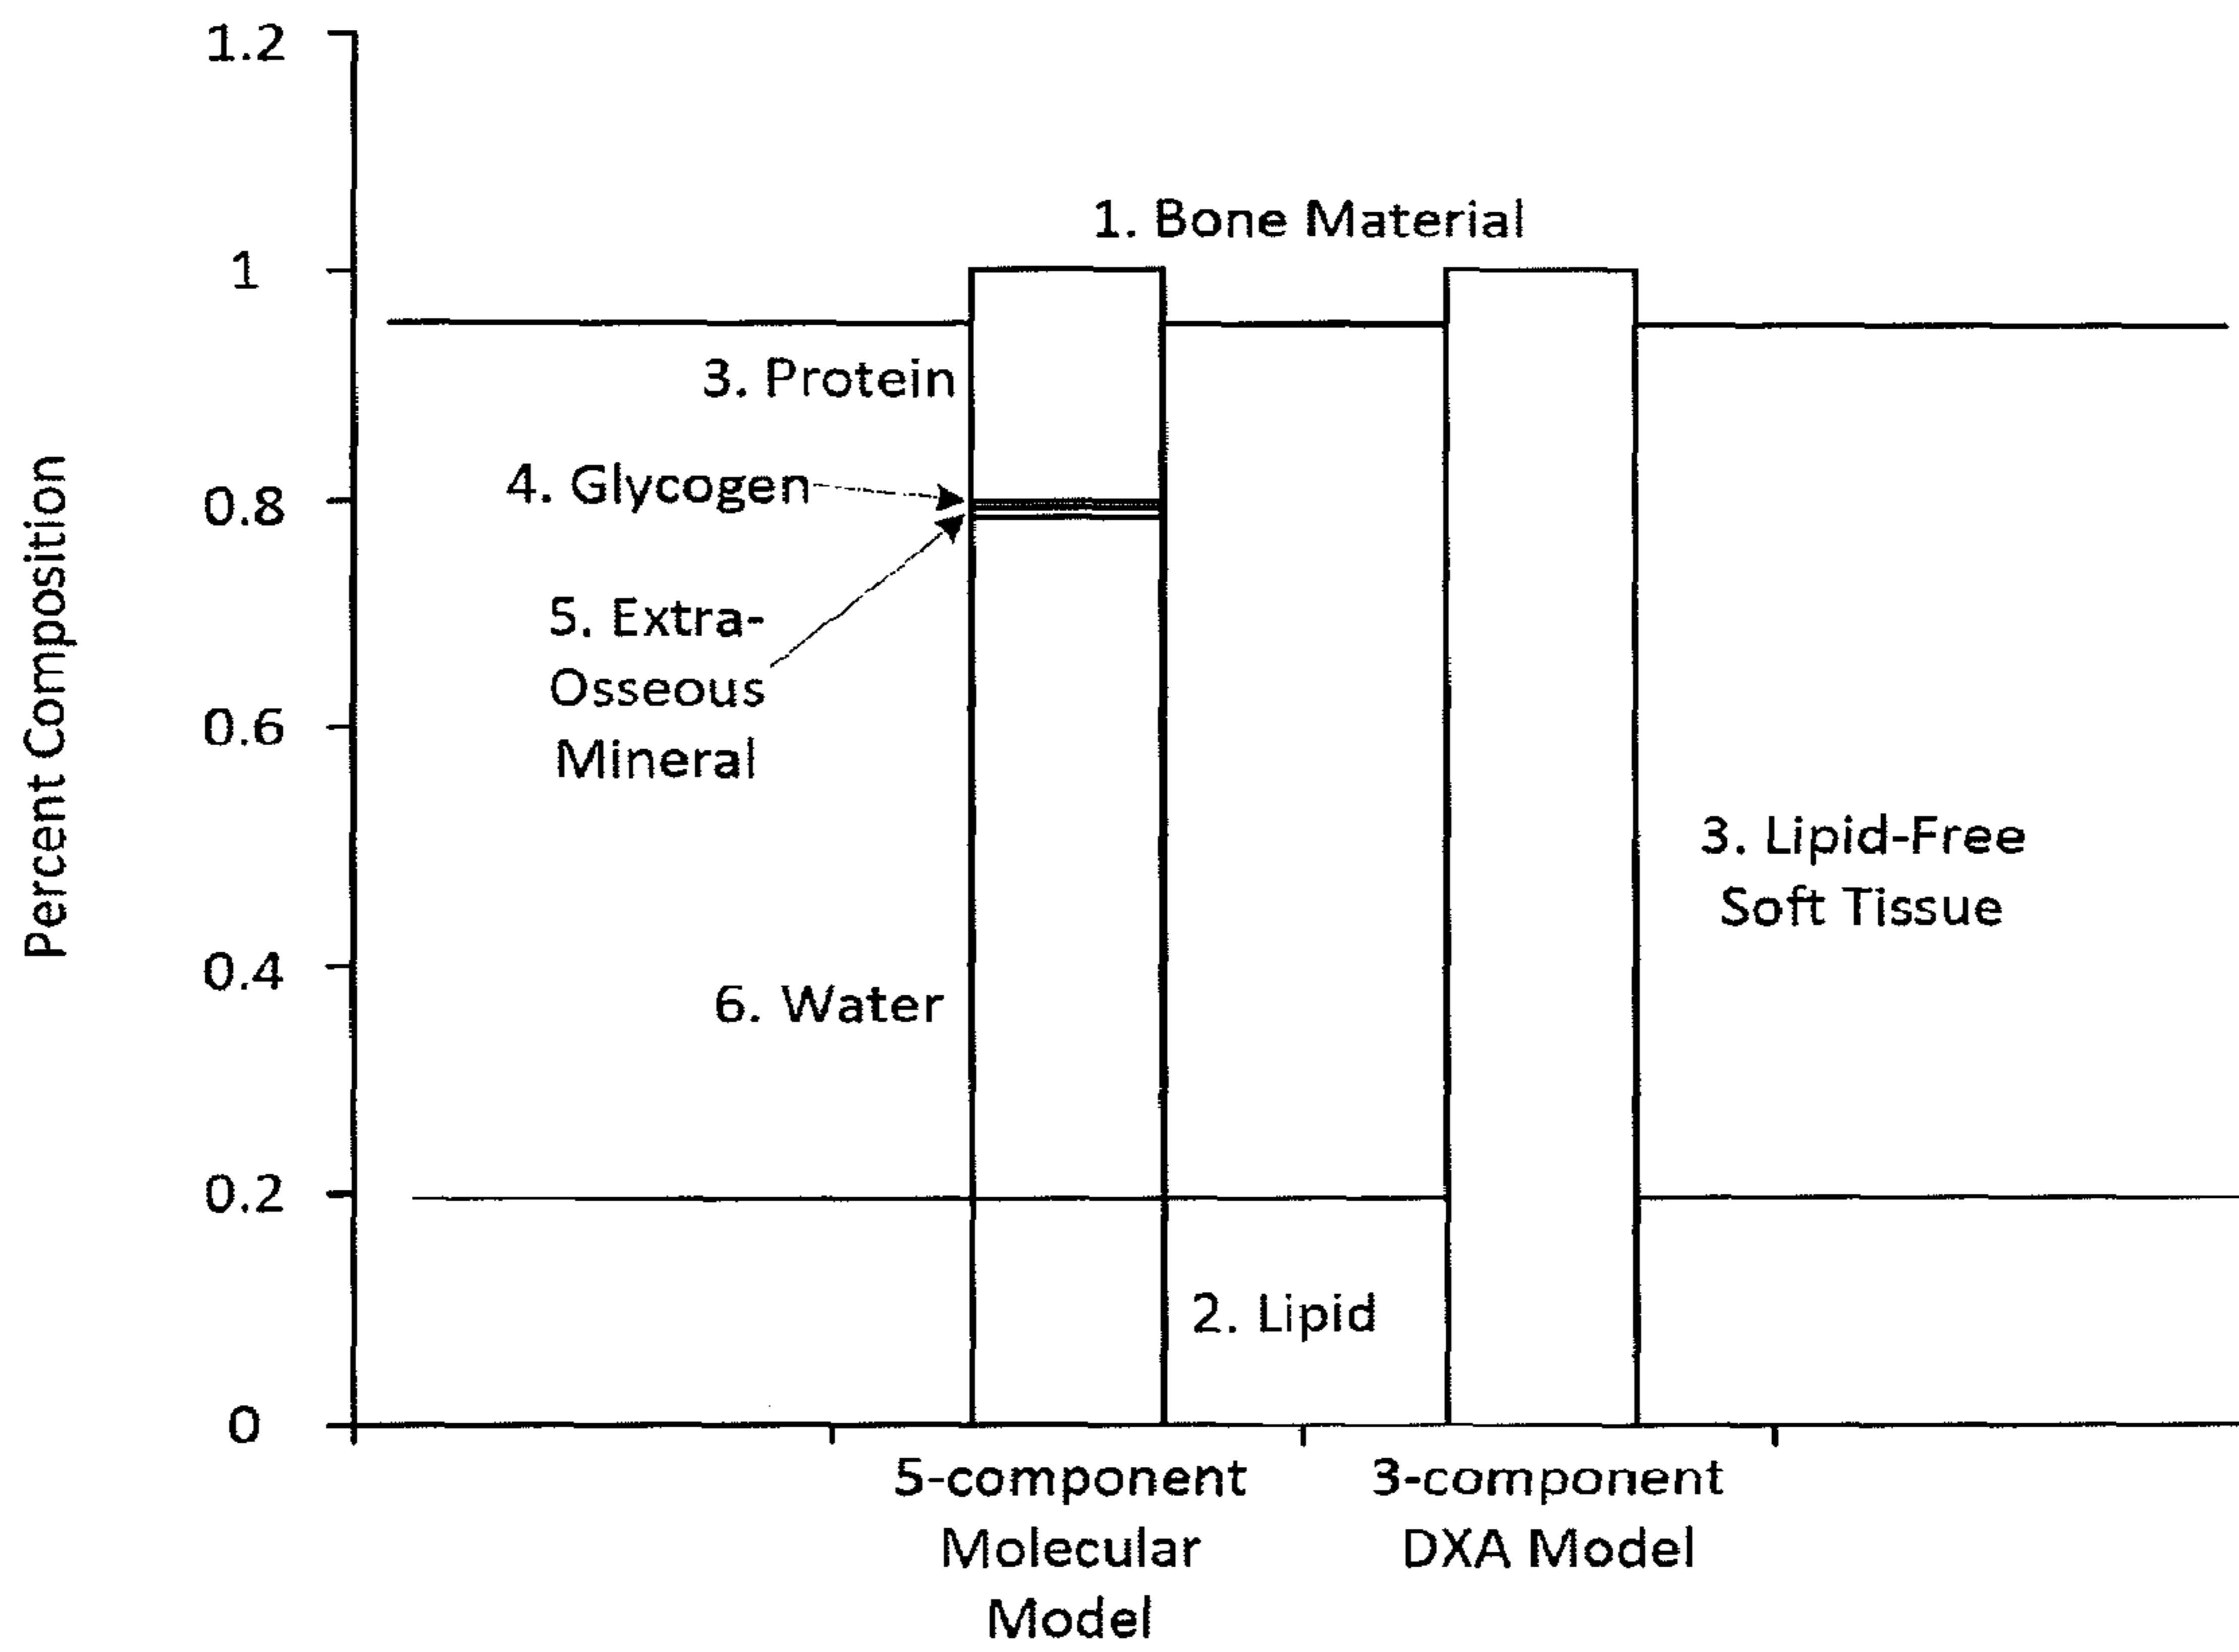 Percent Composition
1.2
1
0.8
0.6
0.4
0.2
0
1. Bone Material
3. Protein
4. Glycogen
5. Extra-
Osseous
Mineral
6. Water
2. Lipid
3. Lipid-Free
Soft Tissue
5-component
Molecular
Model
3-component
DXA Model